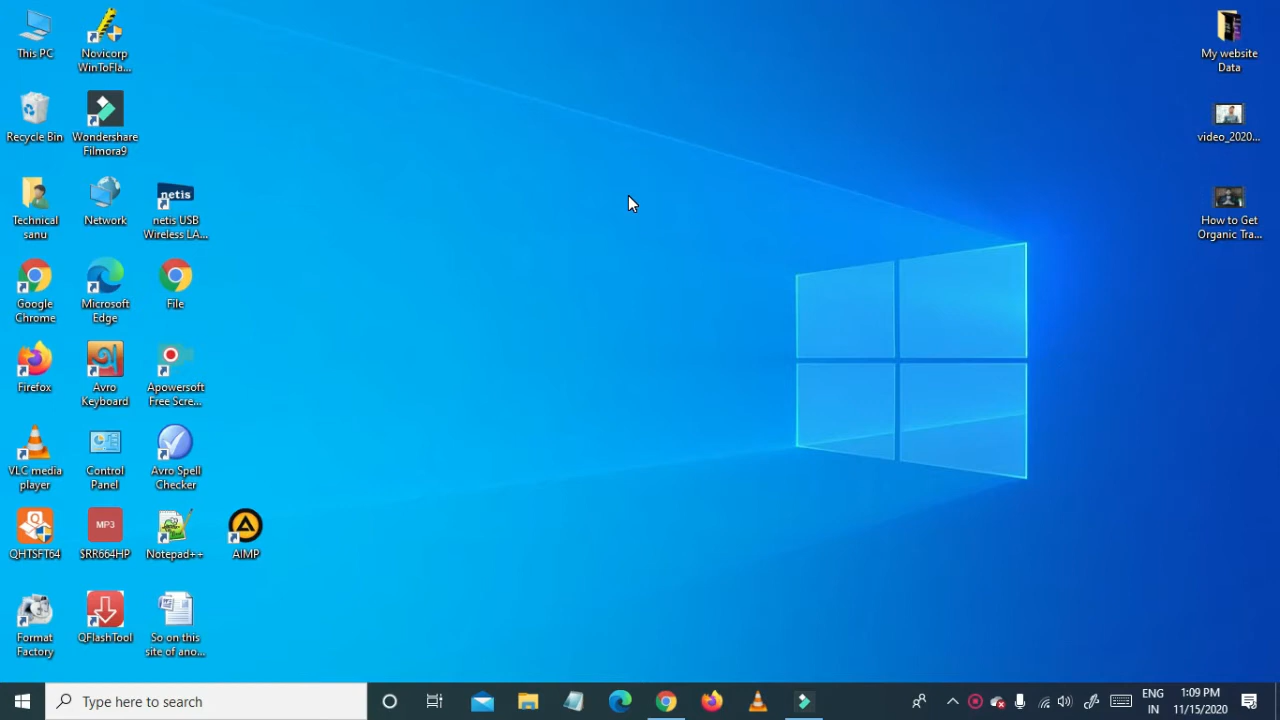 This PC
Novicorp
WinToFla...
Recycle Bin
Wondershare
Filmora9
Technical
sanu
Network
netis
netis USB
Wireless LA...
Google
Chrome
Microsoft
Edge
File
Firefox
Avro
Keyboard
Apowersoft
Free Scre...
VLC media
player
Control
Panel
Avro Spell
Checker
QHTSFT64
MP3
$RR664HP
Notepad++
AIMP
Format
Factory
QFlashTool
So on this
site of ano...
My website
Data
video_2020...
How to Get
Organic Tra...
Type here to search
ENG
IN
1:09 PM
11/15/2020